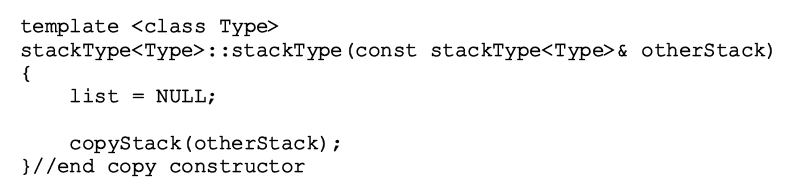 template <class Type>
stackType<Type>::stackType(const stackType<Type>& otherStack)
{
    list = NULL;

    copyStack(otherStack);
}//end copy constructor